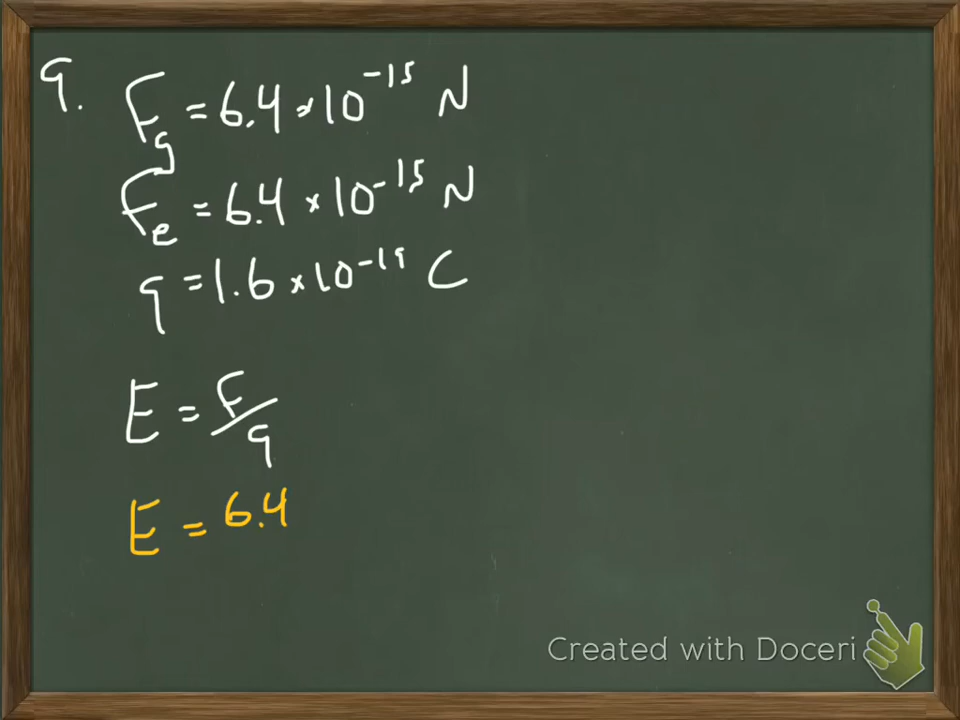 9. Fg = 6.4 × 10^-15 N
Fe = 6.4 × 10^-15 N
q = 1.6 × 10^-19 C
E = F/q
E = 6.4
Created with Doceri